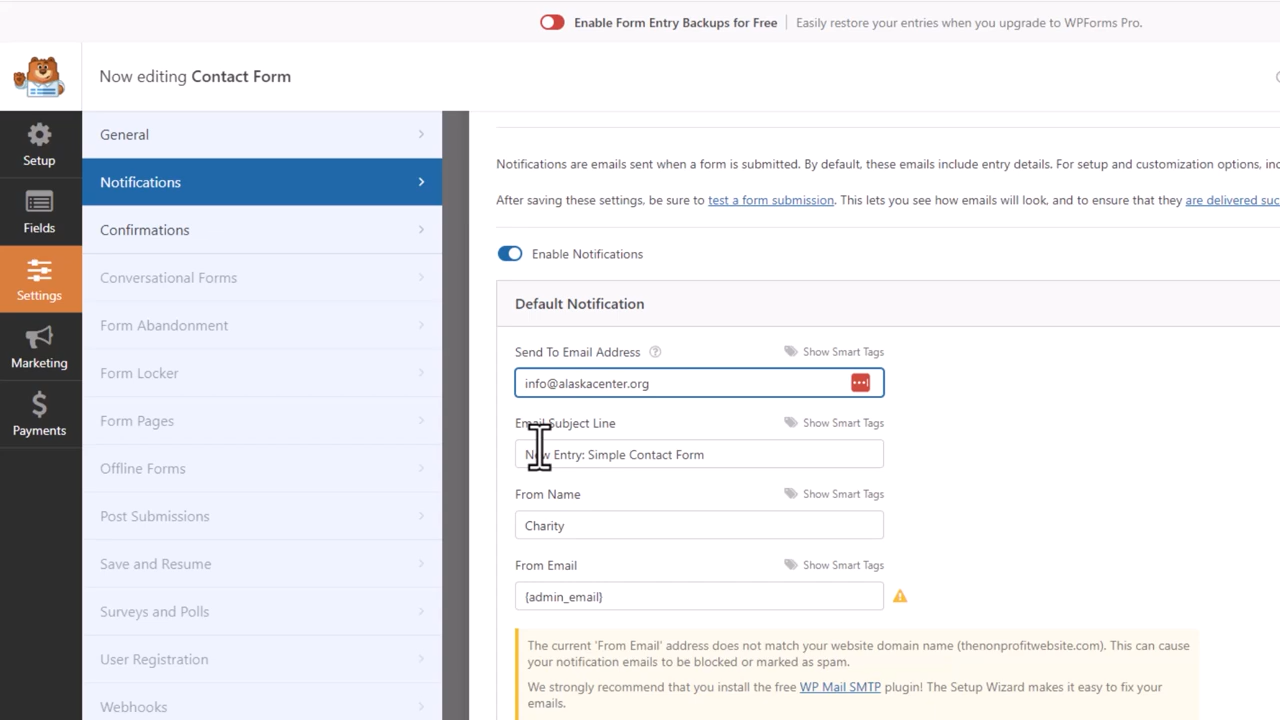 Enable Form Entry Backups for Free
Easily restore your entries when you upgrade to WPForms Pro.
Now editing Contact Form
Setup
Fields
Settings
Marketing
Payments
General
Notifications
Confirmations
Conversational Forms
Form Abandonment
Form Locker
Form Pages
Offline Forms
Post Submissions
Save and Resume
Surveys and Polls
User Registration
Webhooks
Notifications are emails sent when a form is submitted. By default, these emails include entry details. For setup and customization options, inc
After saving these settings, be sure to test a form submission. This lets you see how emails will look, and to ensure that they are delivered suc
Enable Notifications
Default Notification
Send To Email Address
Show Smart Tags
info@alaskacenter.org
Email Subject Line
Show Smart Tags
New Entry: Simple Contact Form
From Name
Show Smart Tags
Charity
From Email
Show Smart Tags
{admin_email}
The current 'From Email' address does not match your website domain name (thenonprofitwebsite.com). This can cause
your notification emails to be blocked or marked as spam.
We strongly recommend that you install the free WP Mail SMTP plugin! The Setup Wizard makes it easy to fix your
emails.